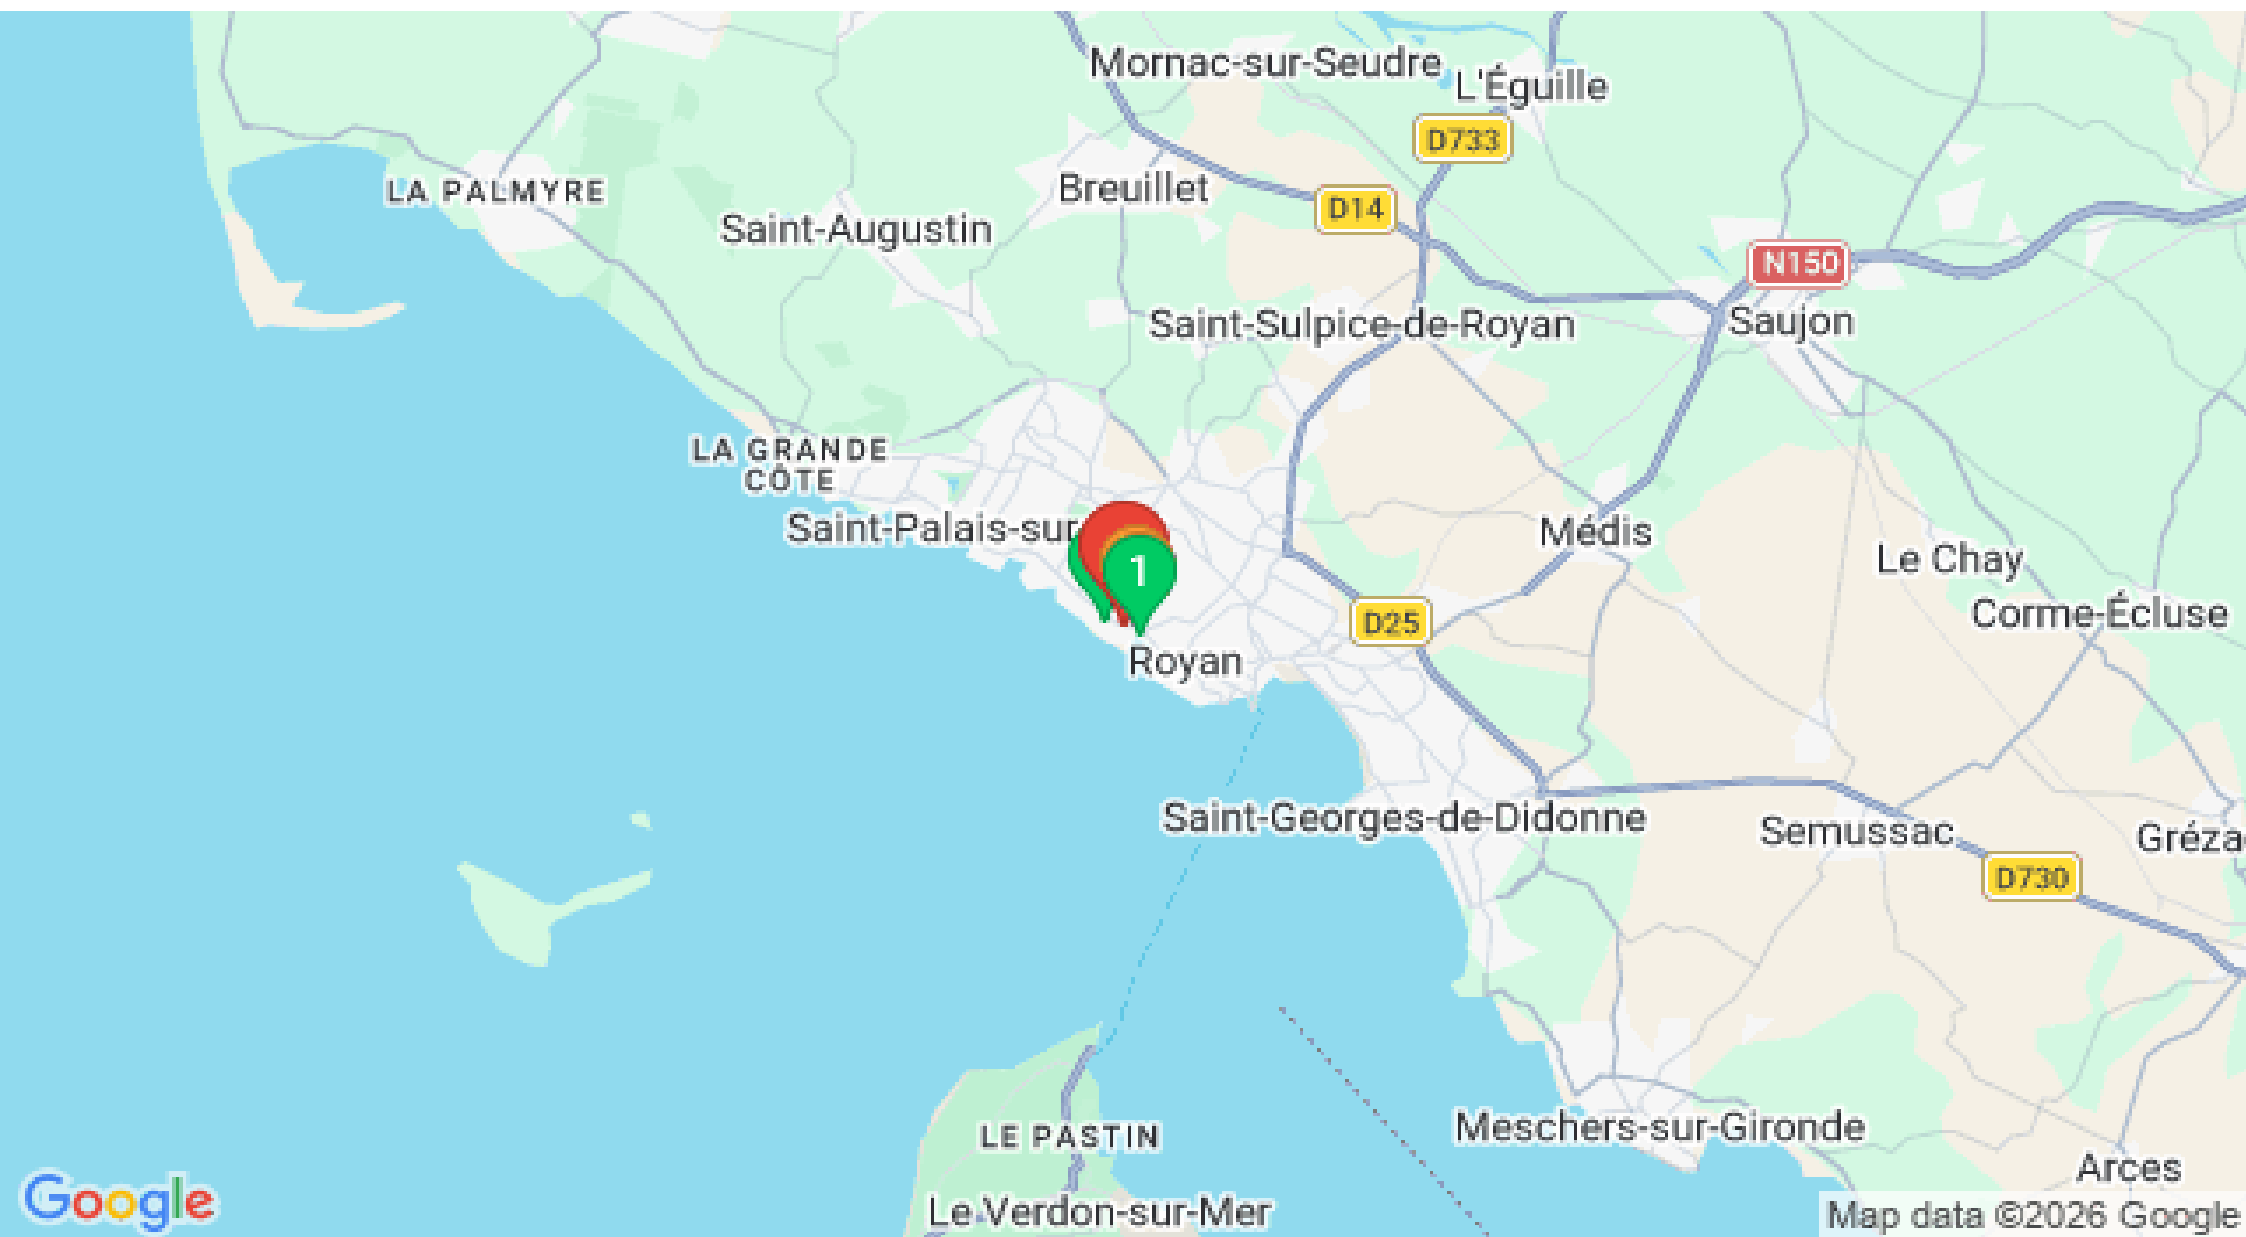 Mornac-sur-Seudre
L'Éguille
D733
LA PALMYRE
Breuillet
D14
Saint-Augustin
N150
Saint-Sulpice-de-Royan
Saujon
LA GRANDE
CÔTE
Saint-Palais-sur
Médis
Le Chay
1
Corme-Écluse
D25
Royan
Saint-Georges-de-Didonne
Semussac
Gréza
D730
LE PASTIN
Meschers-sur-Gironde
Arces
Le Verdon-sur-Mer
Google
Map data ©2026 Google